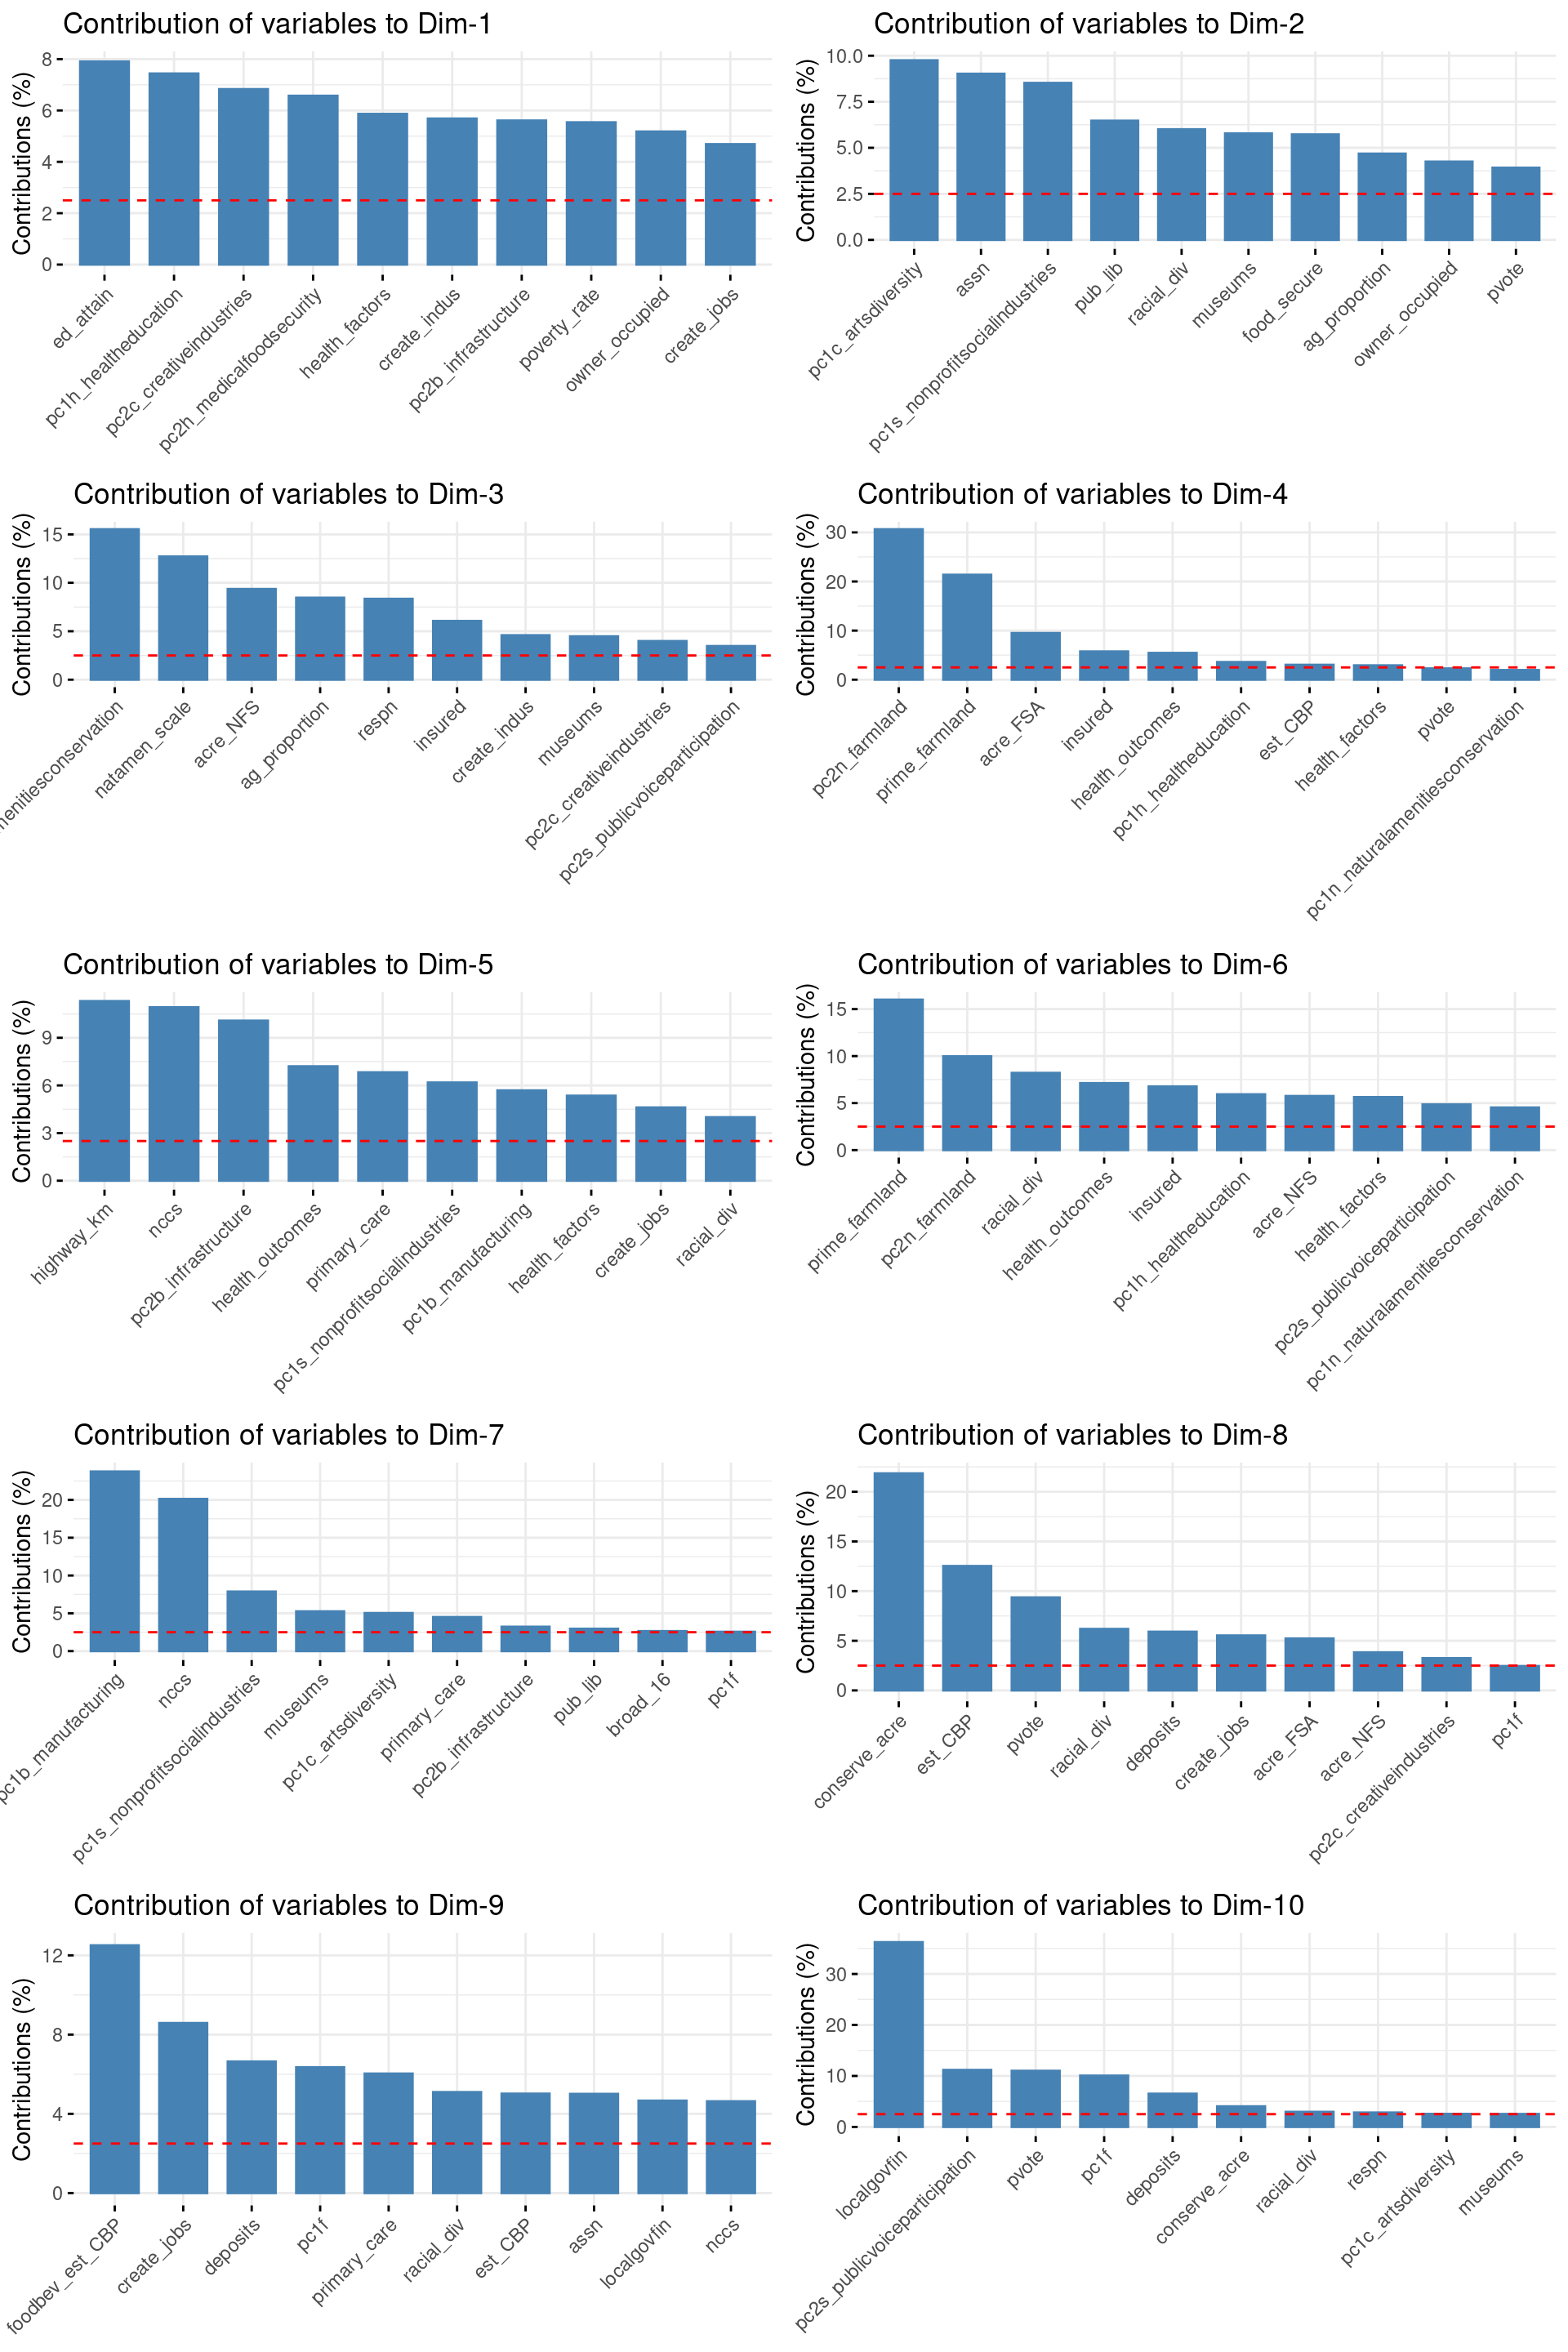 Contribution of variables to Dim-1
Contributions (%)
8
6
4
2
0
ed_attain
pc1h_healtheducation
pc2c_creativeindustries
pc2h_medicalfoodsecurity
health_factors
create_indus
pc2b_infrastructure
poverty_rate
owner_occupied
create_jobs
Contribution of variables to Dim-2
Contributions (%)
10.0
7.5
5.0
2.5
0.0
pc1c_artsdiversity
assn
pc1s_nonprofitsocialindustries
pub_lib
racial_div
museums
food_secure
ag_proportion
owner_occupied
pvote
Contribution of variables to Dim-3
Contributions (%)
15
10
5
0
menitiesconservation
natamen_scale
acre_NFS
ag_proportion
respn
insured
create_indus
museums
pc2c_creativeindustries
pc2s_publicvoiceparticipation
Contribution of variables to Dim-4
Contributions (%)
30
20
10
0
pc2n_farmland
prime_farmland
acre_FSA
insured
health_outcomes
pc1h_healtheducation
est_CBP
health_factors
pvote
pc1n_naturalamenitiesconservation
Contribution of variables to Dim-5
Contributions (%)
9
6
3
0
highway_km
nccs
pc2b_infrastructure
health_outcomes
primary_care
pc1s_nonprofitsocialindustries
pc1b_manufacturing
health_factors
create_jobs
racial_div
Contribution of variables to Dim-6
Contributions (%)
15
10
5
0
prime_farmland
pc2n_farmland
racial_div
health_outcomes
insured
pc1h_healtheducation
acre_NFS
health_factors
pc2s_publicvoiceparticipation
pc1n_naturalamenitiesconservation
Contribution of variables to Dim-7
Contributions (%)
20
15
10
5
0
pc1b_manufacturing
nccs
pc1s_nonprofitsocialindustries
museums
pc1c_artsdiversity
primary_care
pc2b_infrastructure
pub_lib
broad_16
pc1f
Contribution of variables to Dim-8
Contributions (%)
20
15
10
5
0
conserve_acre
est_CBP
pvote
racial_div
deposits
create_jobs
acre_FSA
acre_NFS
pc2c_creativeindustries
pc1f
Contribution of variables to Dim-9
Contributions (%)
12
8
4
0
foodbev_est_CBP
create_jobs
deposits
pc1f
primary_care
racial_div
est_CBP
assn
localgovfin
nccs
Contribution of variables to Dim-10
Contributions (%)
30
20
10
0
localgovfin
pc2s_publicvoiceparticipation
pvote
pc1f
deposits
conserve_acre
racial_div
respn
pc1c_artsdiversity
museums